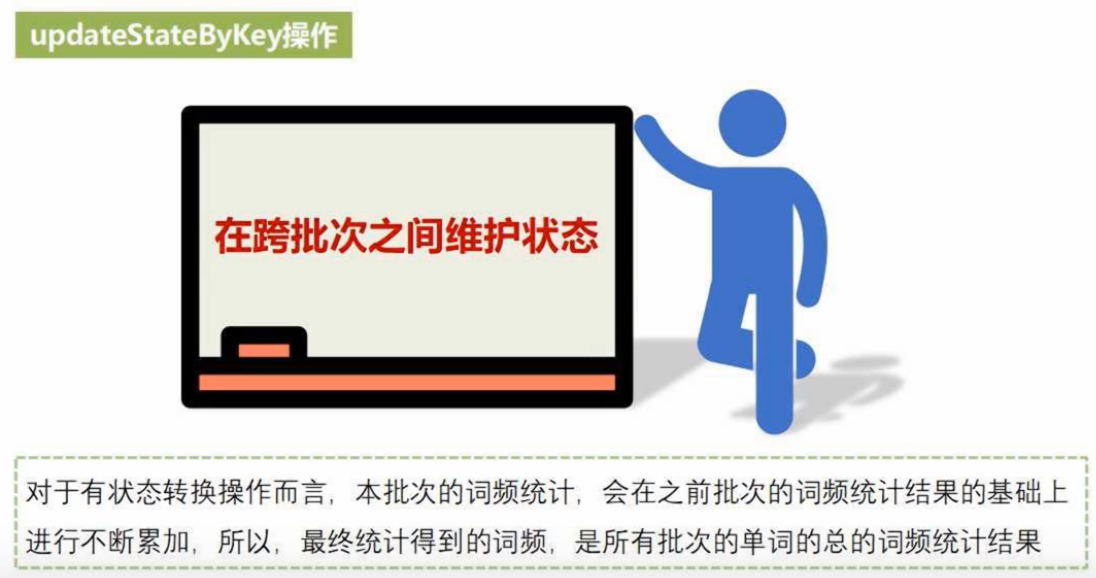 updateStateByKey操作
在跨批次之间维护状态
对于有状态转换操作而言，本批次的词频统计，会在之前批次的词频统计结果的基础上
进行不断累加，所以，最终统计得到的词频，是所有批次的单词的总的词频统计结果